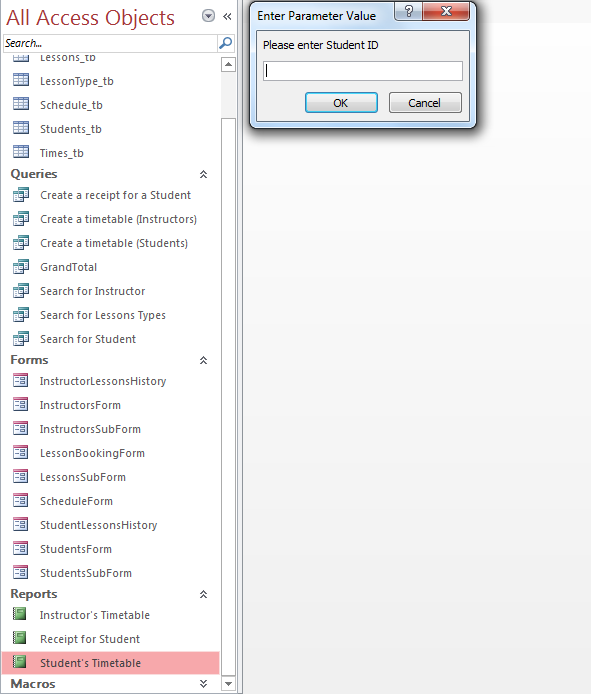 All Access Objects
«
Search...
Lessons_tb
LessonType_tb
Schedule_tb
Students_tb
Times_tb
Queries
Create a receipt for a Student
Create a timetable (Instructors)
Create a timetable (Students)
GrandTotal
Search for Instructor
Search for Lessons Types
Search for Student
Forms
InstructorLessonsHistory
InstructorsForm
InstructorsSubForm
LessonBookingForm
LessonsSubForm
ScheduleForm
StudentLessonsHistory
StudentsForm
StudentsSubForm
Reports
Instructor's Timetable
Receipt for Student
Student's Timetable
Macros
Enter Parameter Value
?
Please enter Student ID
OK
Cancel